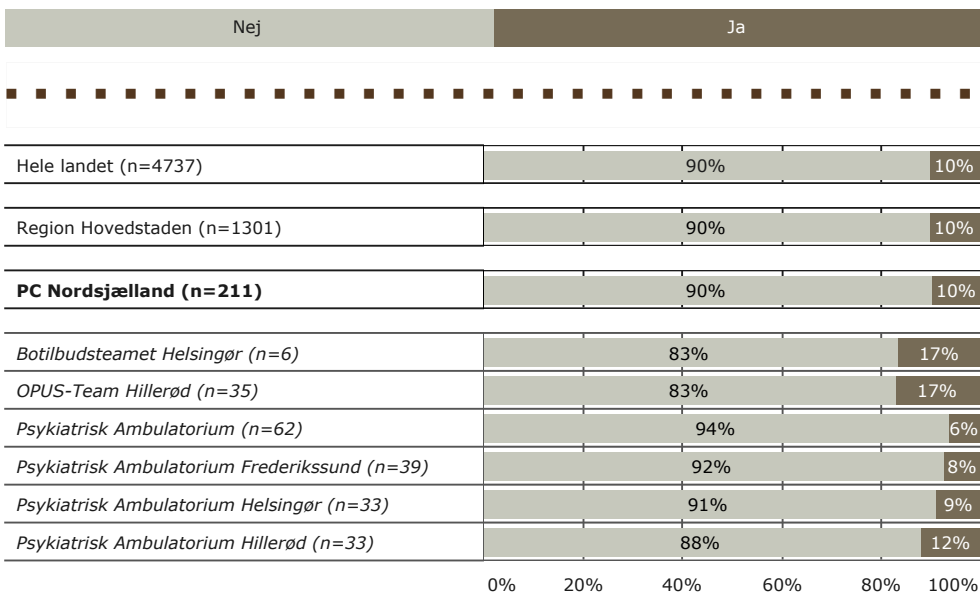 Nej Ja
Hele landet (n=4737) 90% 10%
Region Hovedstaden (n=1301) 90% 10%
PC Nordsjælland (n=211) 90% 10%
Botilbudsteamet Helsingør (n=6) 83% 17%
OPUS-Team Hillerød (n=35) 83% 17%
Psykiatrisk Ambulatorium (n=62) 94% 6%
Psykiatrisk Ambulatorium Frederikssund (n=39) 92% 8%
Psykiatrisk Ambulatorium Helsingør (n=33) 91% 9%
Psykiatrisk Ambulatorium Hillerød (n=33) 88% 12%
0% 20% 40% 60% 80% 100%